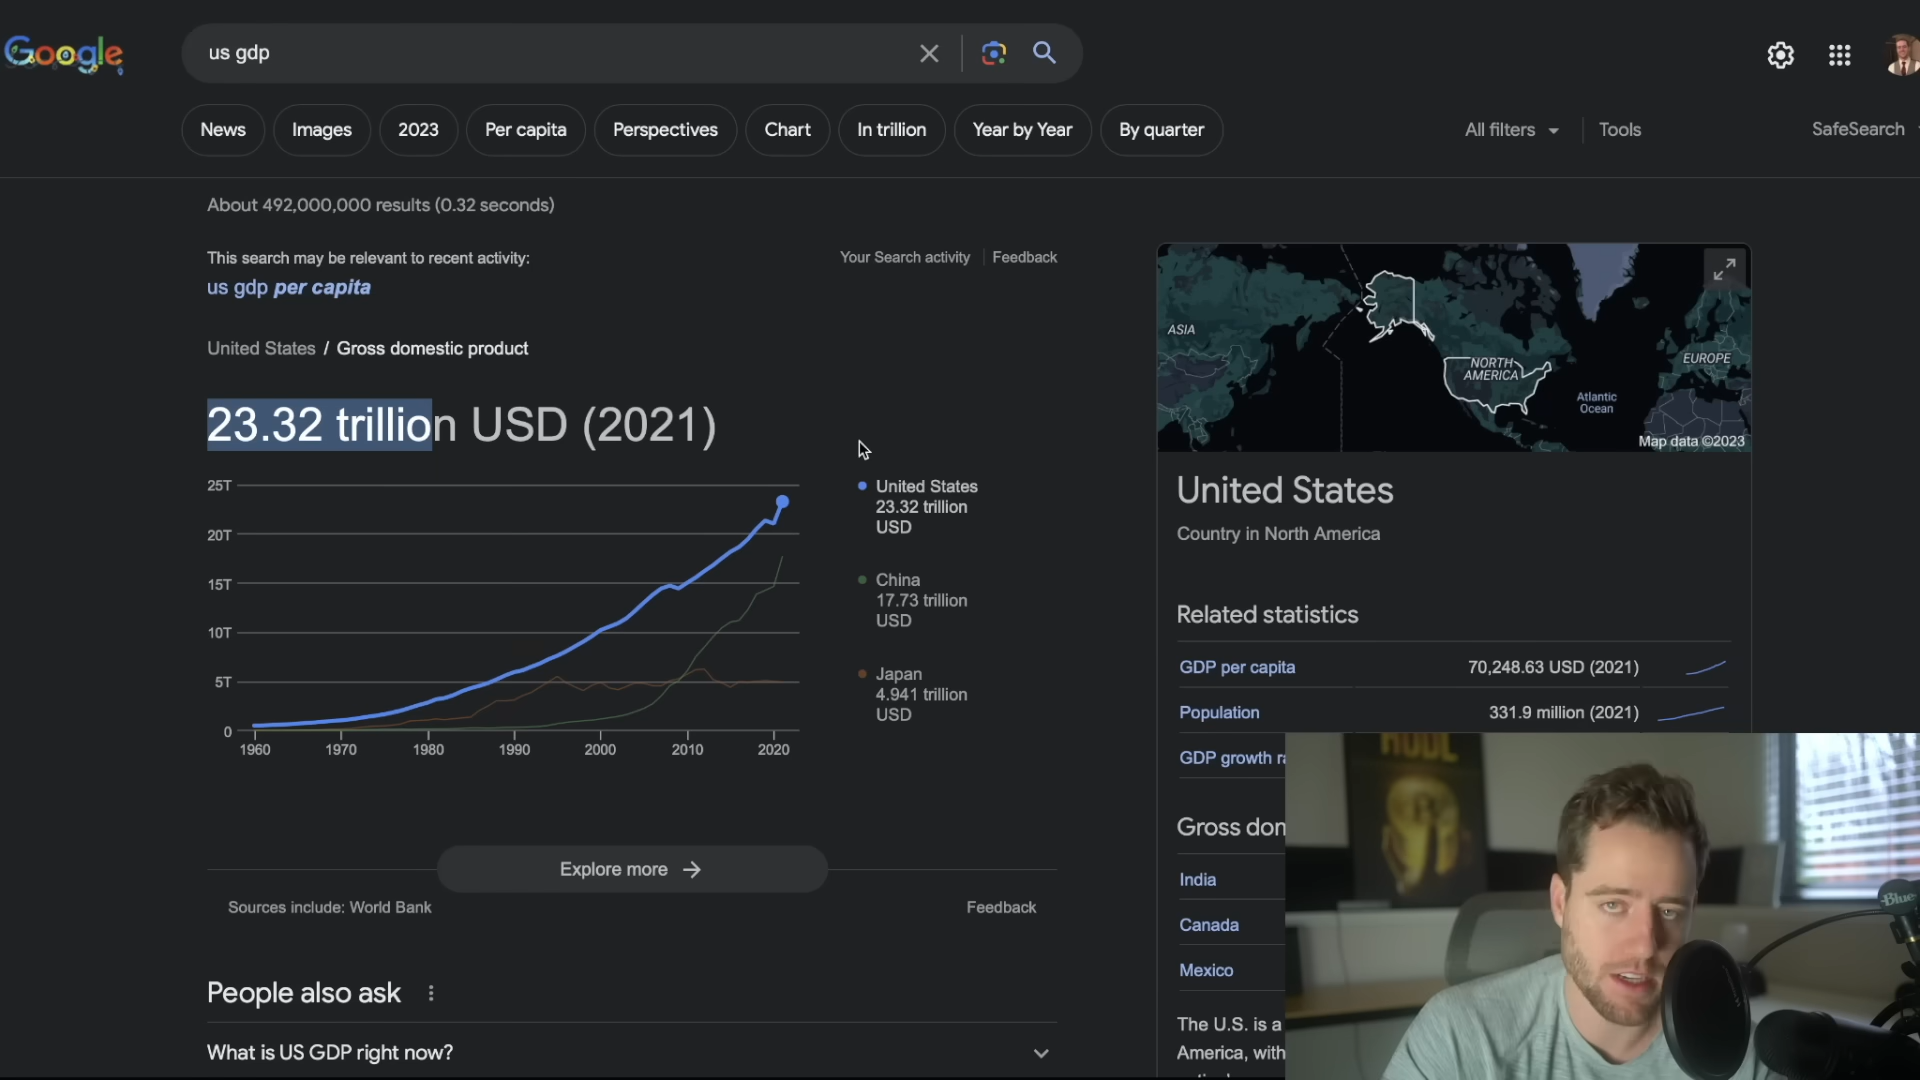 Google
us gdp
News
Images
2023
Per capita
Perspectives
Chart
In trillion
Year by Year
By quarter
All filters
Tools
SafeSearch
About 492,000,000 results (0.32 seconds)
This search may be relevant to recent activity:
Your Search activity
Feedback
us gdp per capita
United States / Gross domestic product
23.32 trillion USD (2021)
25T
20T
15T
10T
5T
0
1960
1970
1980
1990
2000
2010
2020
United States
23.32 trillion
USD
China
17.73 trillion
USD
Japan
4.941 trillion
USD
Explore more
Sources include: World Bank
Feedback
People also ask
What is US GDP right now?
ASIA
NORTH
AMERICA
EUROPE
Atlantic
Ocean
Map data ©2023
United States
Country in North America
Related statistics
GDP per capita
70,248.63 USD (2021)
Population
331.9 million (2021)
GDP growth
Gross
India
Canada
Mexico
The U.S. is a
America, with
HODL
Blue